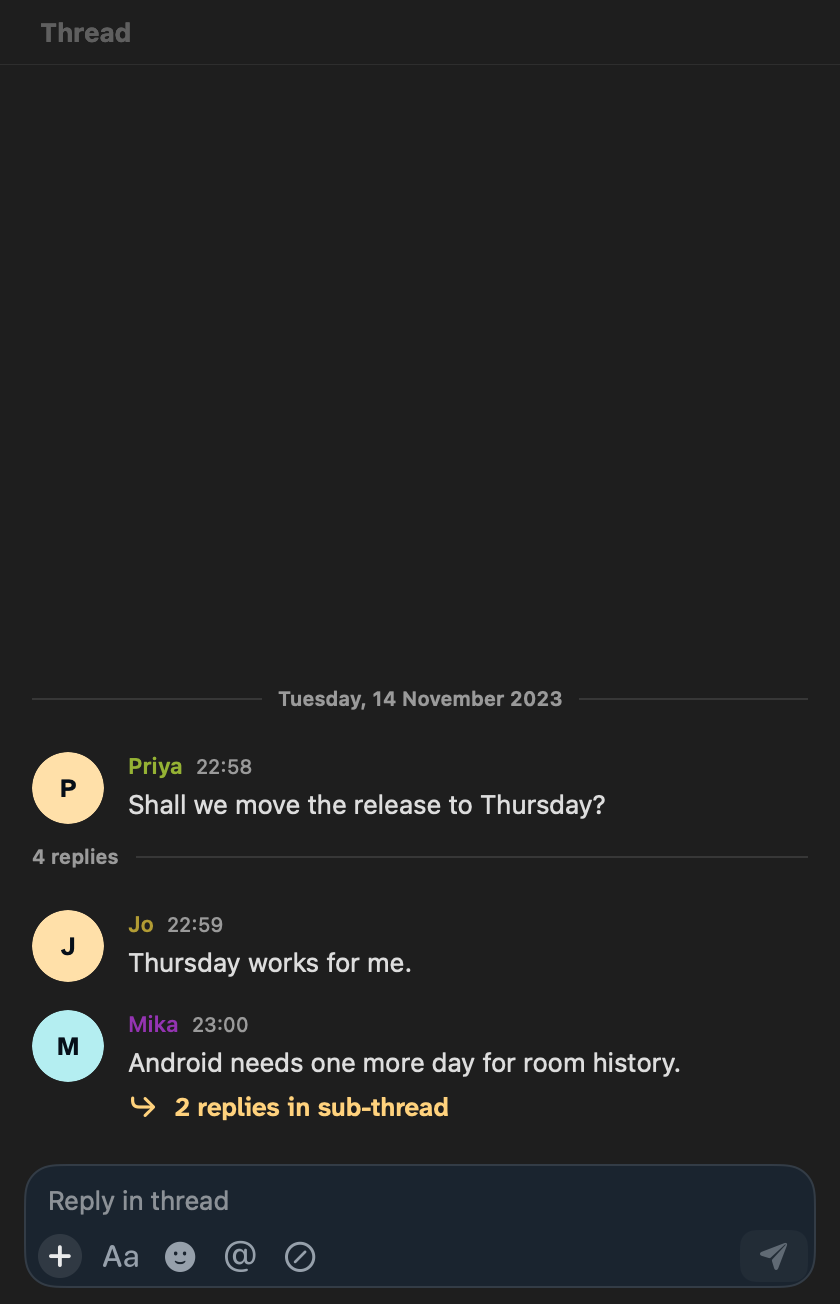 Thread
Tuesday, 14 November 2023
P
Priya 22:58
Shall we move the release to Thursday?
4 replies
J
Jo 22:59
Thursday works for me.
M
Mika 23:00
Android needs one more day for room history.
2 replies in sub-thread
Reply in thread
Aa @